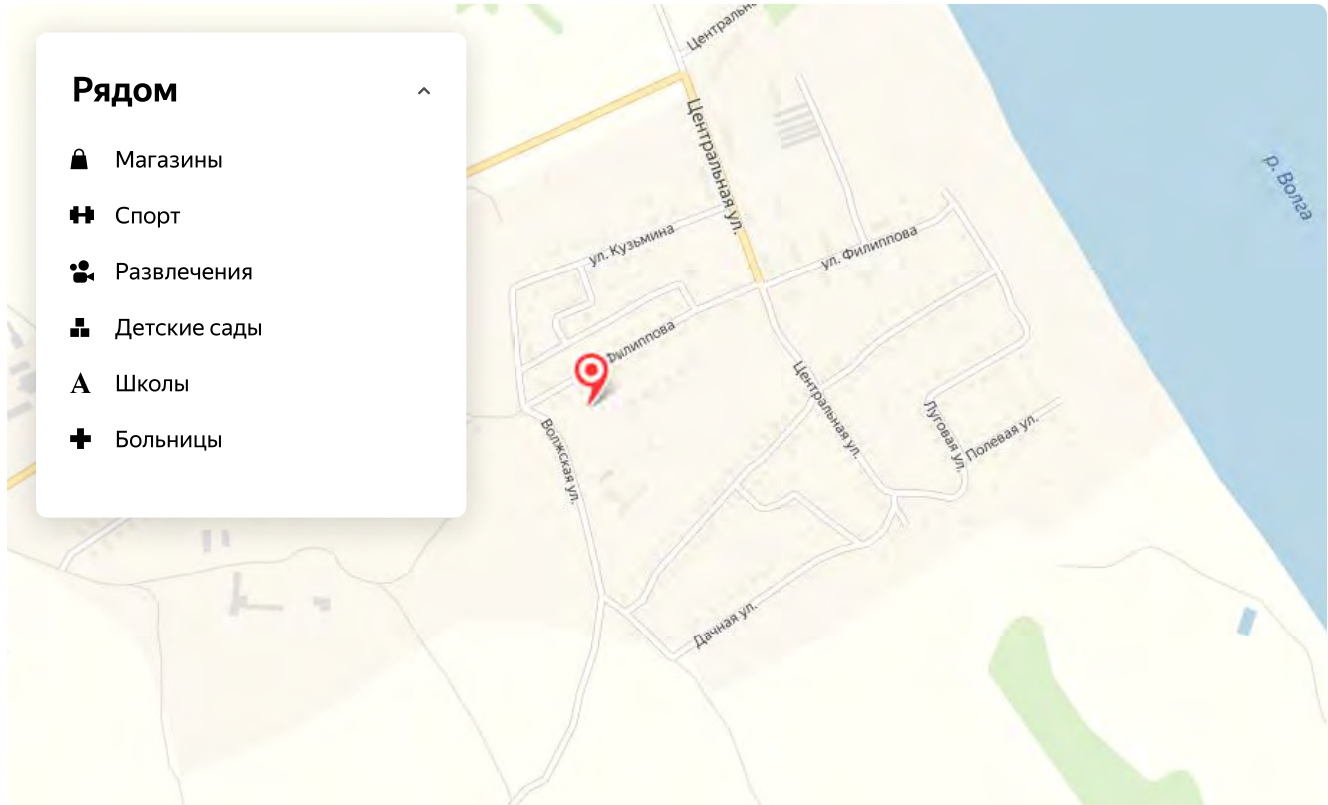 Рядом
Магазины
Спорт
Развлечения
Детские сады
А Школы
Больницы
Центральн
Центральная ул.
р. Волга
ул. Кузьмина
ул. Филиппова
Филиппова
Центральная ул.
Луговая ул.
Полевая ул.
Волжская ул.
Дачная ул.